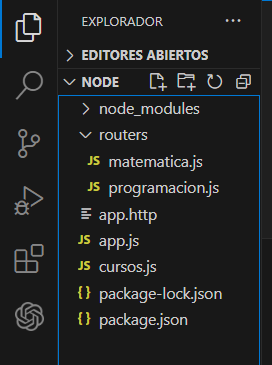 EXPLORADOR ...
EDITORES ABIERTOS
NODE
node_modules
routers
JS matematica.js
JS programacion.js
app.http
JS app.js
JS cursos.js
{} package-lock.json
{} package.json